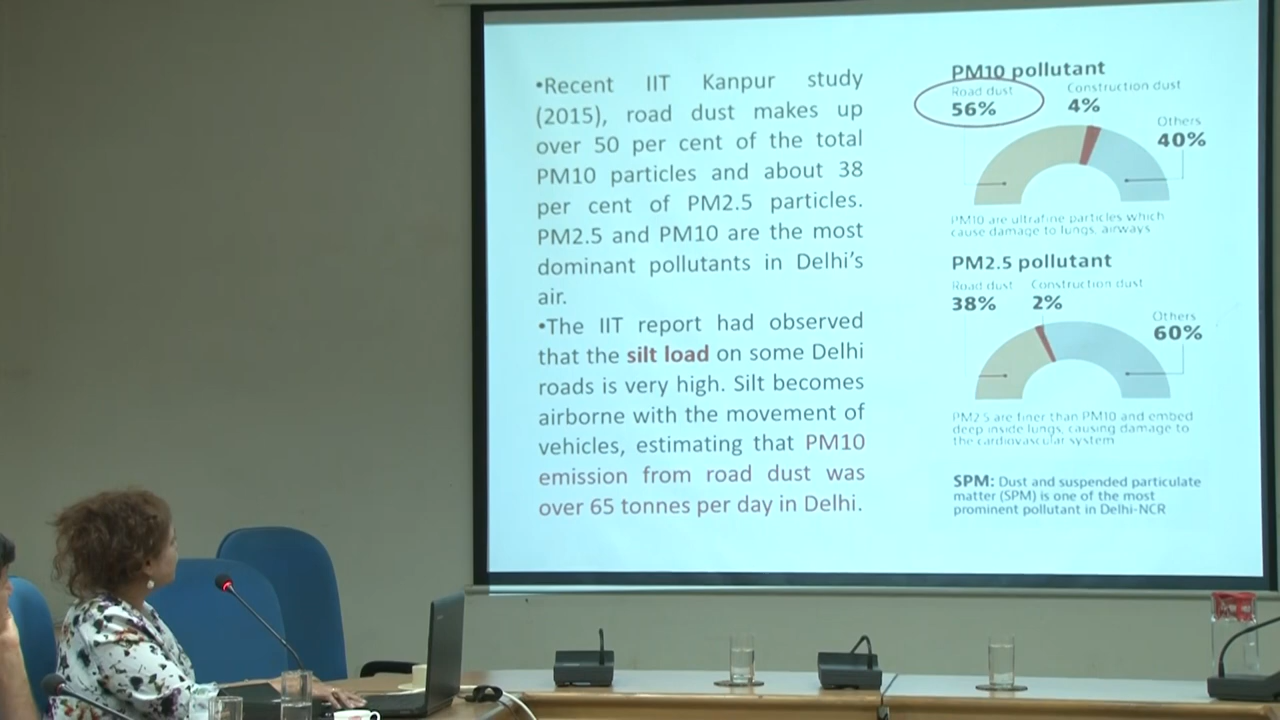 •Recent IIT Kanpur study
(2015), road dust makes up
over 50 per cent of the total
PM10 particles and about 38
per cent of PM2.5 particles.
PM2.5 and PM10 are the most
dominant pollutants in Delhi's
air.
•The IIT report had observed
that the silt load on some Delhi
roads is very high. Silt becomes
airborne with the movement of
vehicles, estimating that PM10
emission from road dust was
over 65 tonnes per day in Delhi.
PM10 pollutant
Road dust
56%
Construction dust
4%
Others
40%
PM10 are ultrafine particles which
cause damage to lungs, airways
PM2.5 pollutant
Road dust
38%
Construction dust
2%
Others
60%
PM2.5 are finer than PM10 and embed
deep inside lungs, causing damage to
the cardiovascular system
SPM: Dust and suspended particulate
matter (SPM) is one of the most
prominent pollutant in Delhi-NCR